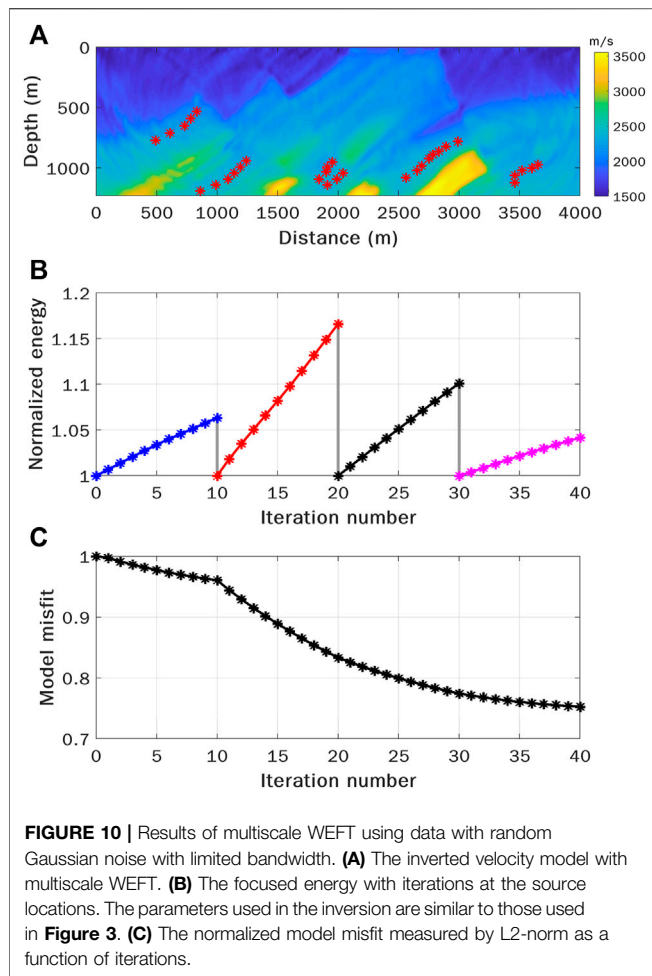 A
m/s
0
500
1000
Depth (m)
3500
3000
2500
2000
1500
0 500 1000 1500 2000 2500 3000 3500 4000
Distance (m)
B
1.2
1.15
1.1
1.05
1
Normalized energy
0 5 10 15 20 25 30 35 40
Iteration number
C
1
0.9
0.8
0.7
Model misfit
0 5 10 15 20 25 30 35 40
Iteration number
FIGURE 10 | Results of multiscale WEFT using data with random
Gaussian noise with limited bandwidth. (A) The inverted velocity model with
multiscale WEFT. (B) The focused energy with iterations at the source
locations. The parameters used in the inversion are similar to those used
in Figure 3. (C) The normalized model misfit measured by L2-norm as a
function of iterations.